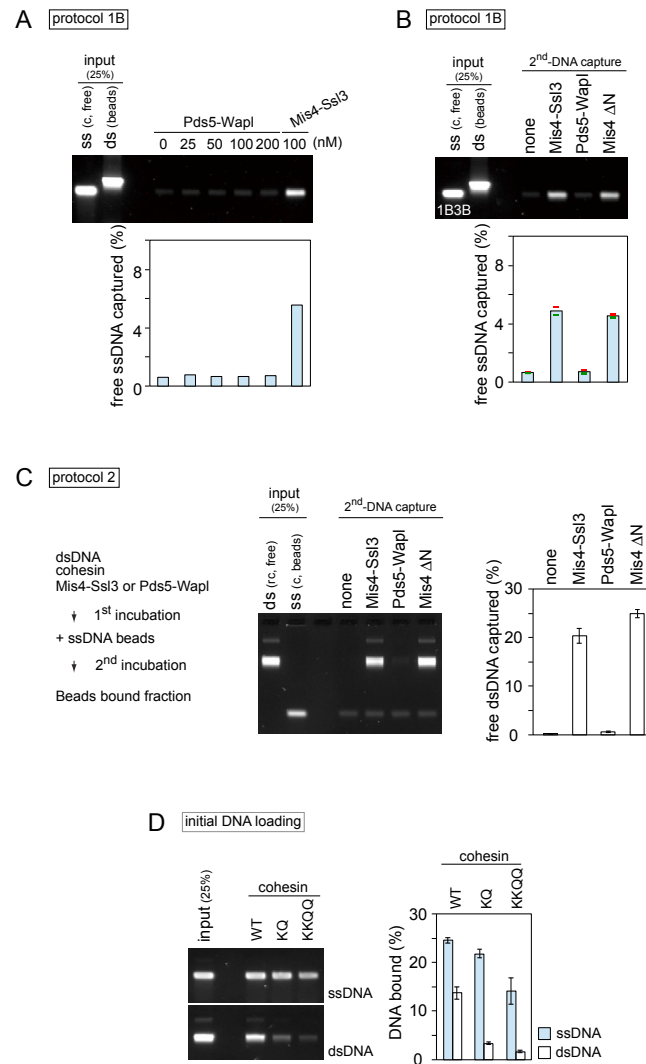 A
protocol 1B
input
(25%)
ss (c, free)
ds (beads)
Pds5-Wapl
Mis4-Ssl3
0 25 50 100 200 100 (nM)
free ssDNA captured (%)
8
4
0
B
protocol 1B
input
(25%)
2nd-DNA capture
ss (c, free)
ds (beads)
none
Mis4-Ssl3
Pds5-Wapl
Mis4 ΔN
1B3B
free ssDNA captured (%)
8
4
0
C
protocol 2
dsDNA
cohesin
Mis4-Ssl3 or Pds5-Wapl
1st incubation
+ ssDNA beads
2nd incubation
Beads bound fraction
input
(25%)
2nd-DNA capture
ds (rc, free)
ss (c, beads)
none
Mis4-Ssl3
Pds5-Wapl
Mis4 ΔN
none
Mis4-Ssl3
Pds5-Wapl
Mis4 ΔN
free dsDNA captured (%)
30
20
10
0
D
initial DNA loading
input (25%)
cohesin
WT
KQ
KKQQ
ssDNA
dsDNA
cohesin
WT
KQ
KKQQ
DNA bound (%)
30
20
10
0
ssDNA
dsDNA